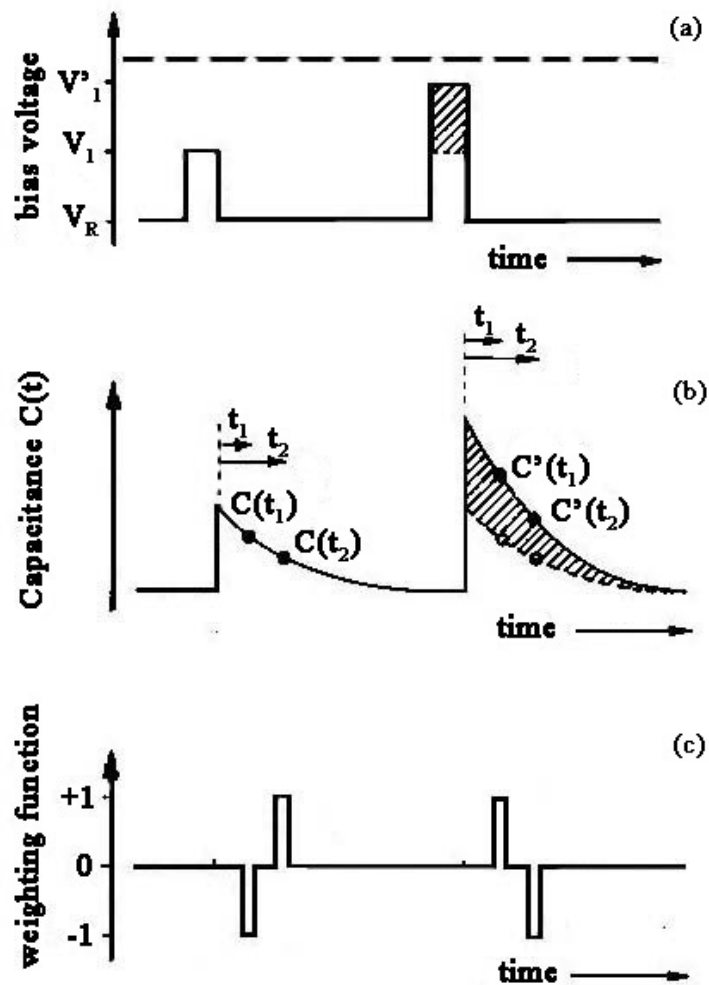 (a)
bias voltage
V'₁
V₁
V_R
time
t₁
t₂
(b)
Capacitance C(t)
t₁
t₂
C(t₁)
C(t₂)
C'(t₁)
C'(t₂)
time
(c)
weighting function
+1
0
-1
time